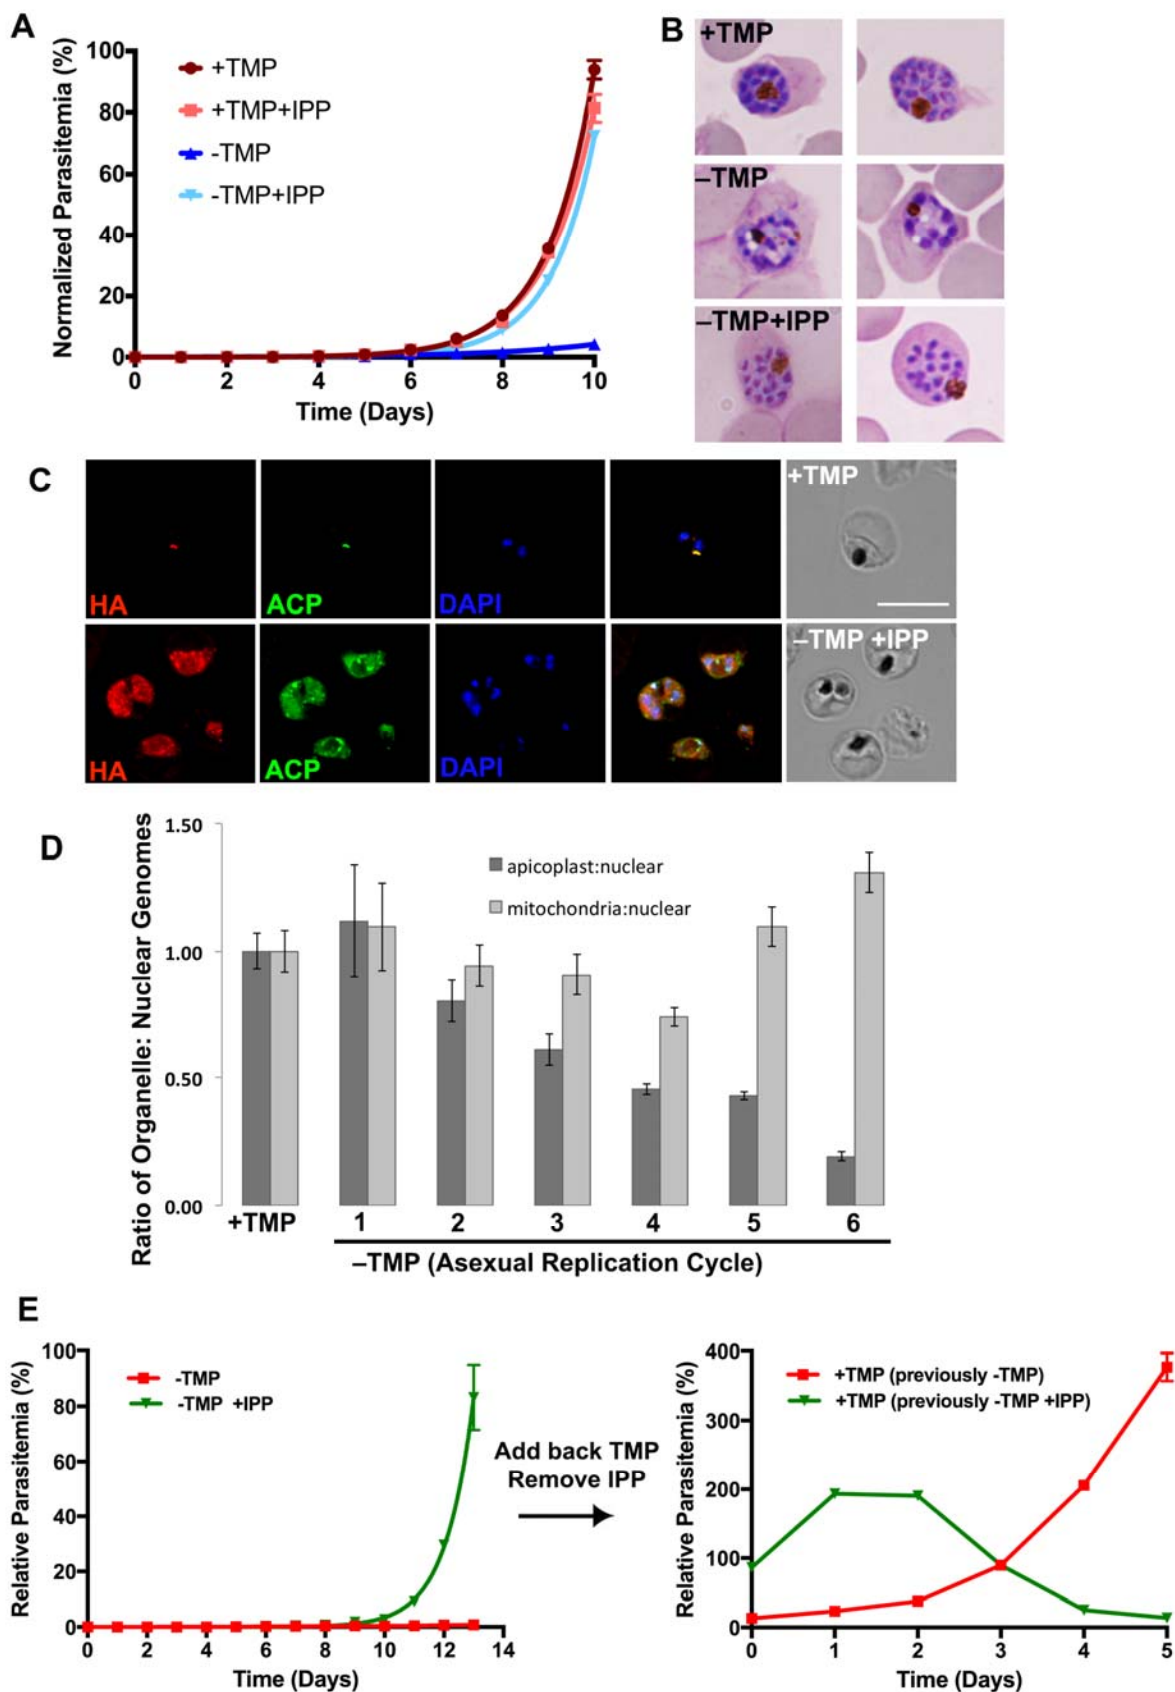 A
Normalized Parasitemia (%)
100
80
60
40
20
0
+TMP
+TMP+IPP
-TMP
-TMP+IPP
0 2 4 6 8 10
Time (Days)
B
+TMP
–TMP
–TMP+IPP
C
HA ACP DAPI +TMP
HA ACP DAPI –TMP +IPP
D
Ratio of Organelle: Nuclear Genomes
1.50
1.00
0.50
0.00
apicoplast:nuclear
mitochondria:nuclear
+TMP 1 2 3 4 5 6
–TMP (Asexual Replication Cycle)
E
Relative Parasitemia (%)
100
80
60
40
20
0
-TMP
-TMP +IPP
0 2 4 6 8 10 12 14
Time (Days)
Add back TMP
Remove IPP
Relative Parasitemia (%)
400
300
200
100
0
+TMP (previously -TMP)
+TMP (previously -TMP +IPP)
0 1 2 3 4 5
Time (Days)